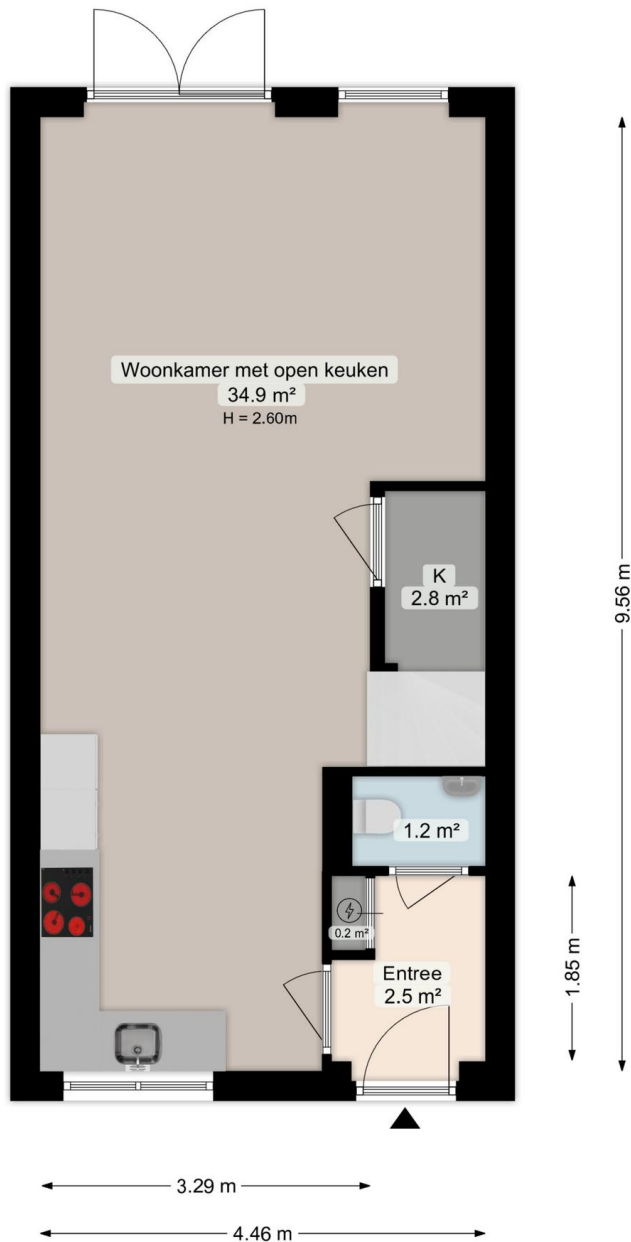 Woonkamer met open keuken
34.9 m²
H = 2.60m
K
2.8 m²
9.56 m
1.2 m²
0.2 m²
Entree
2.5 m²
1.85 m
3.29 m
4.46 m